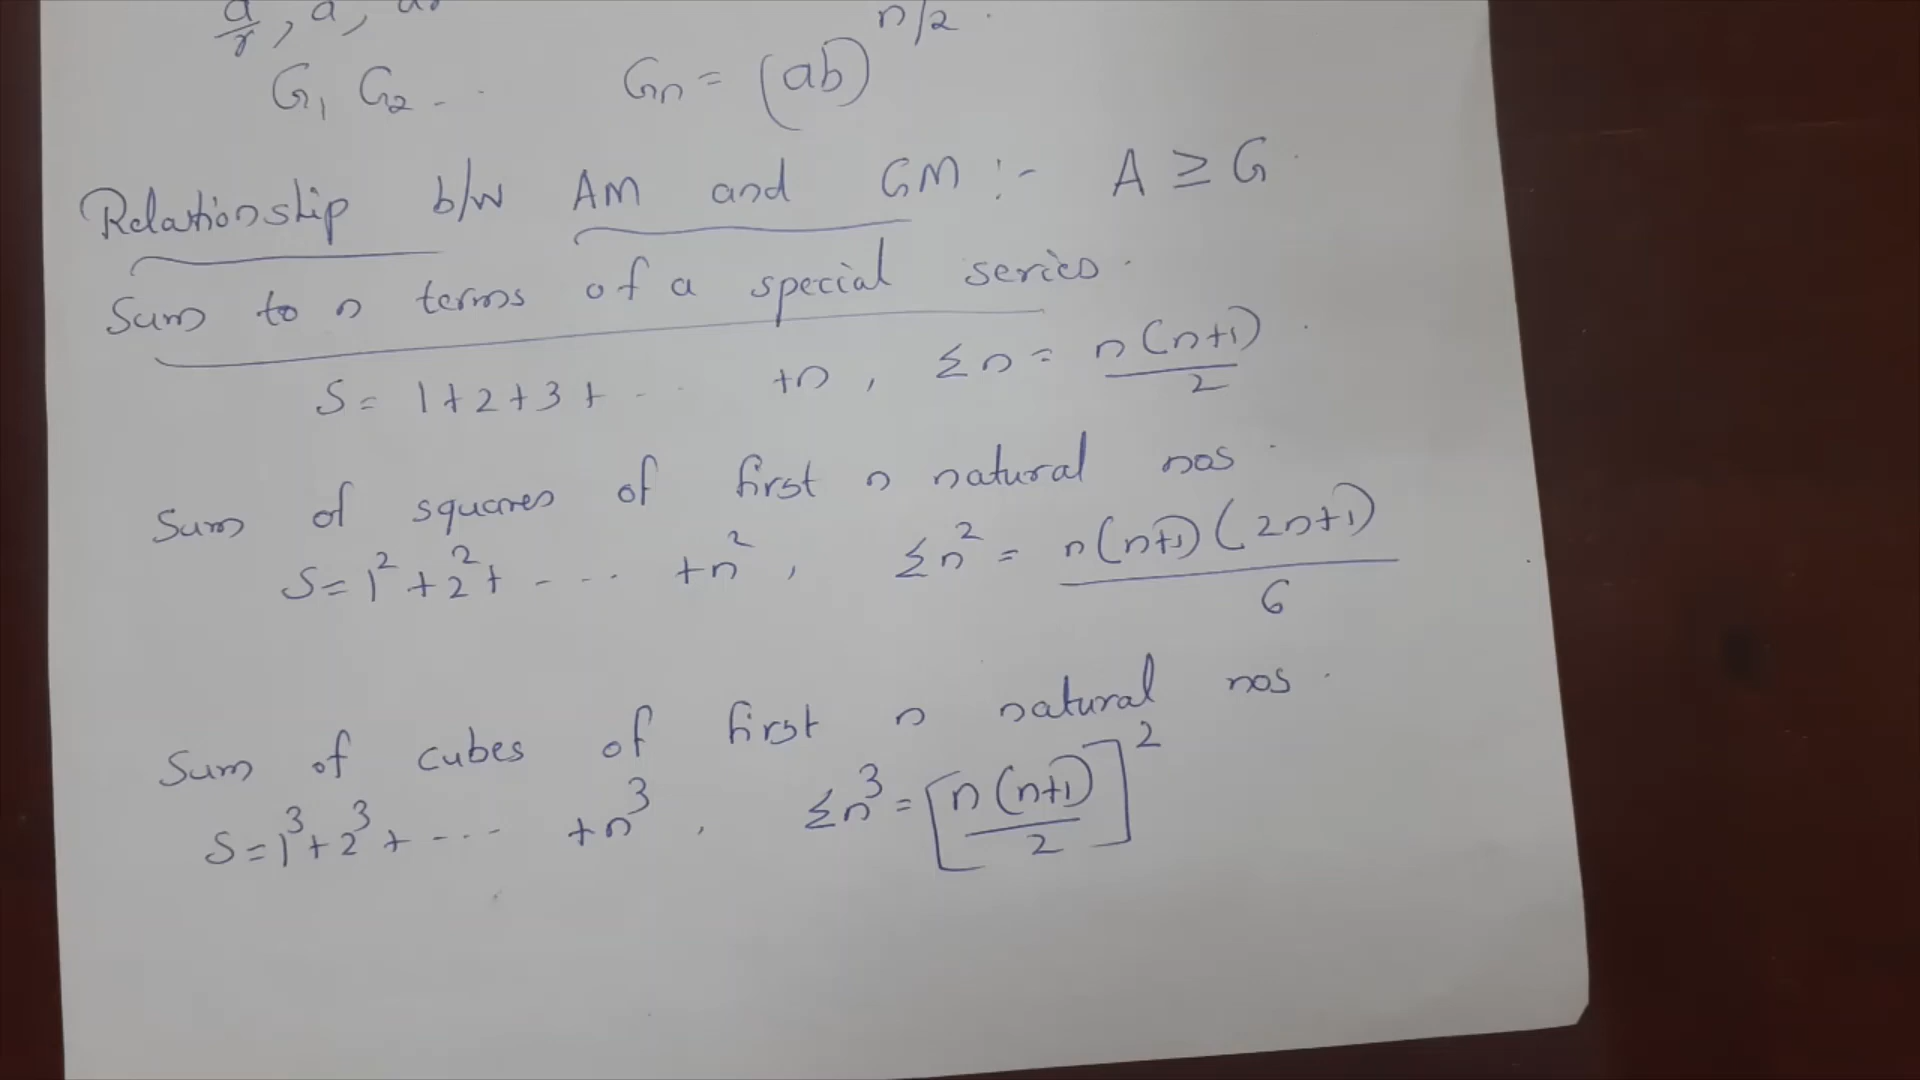 a/r, a,
G₁ G₂ - .. Gn = (ab)^n/2 .
Relationship b/w AM and GM :- A ≥ G
Sum to n terms of a special series.
S = 1+2+3+ - .. +n , Σn = n(n+1)/2 .
Sum of squares of first n natural nos .
S = 1²+2²+ - ... +n² , Σn² = n(n+1)(2n+1)/6
Sum of cubes of first n natural nos .
S = 1³+2³+ - ... +n³ , Σn³ = [n(n+1)/2]²